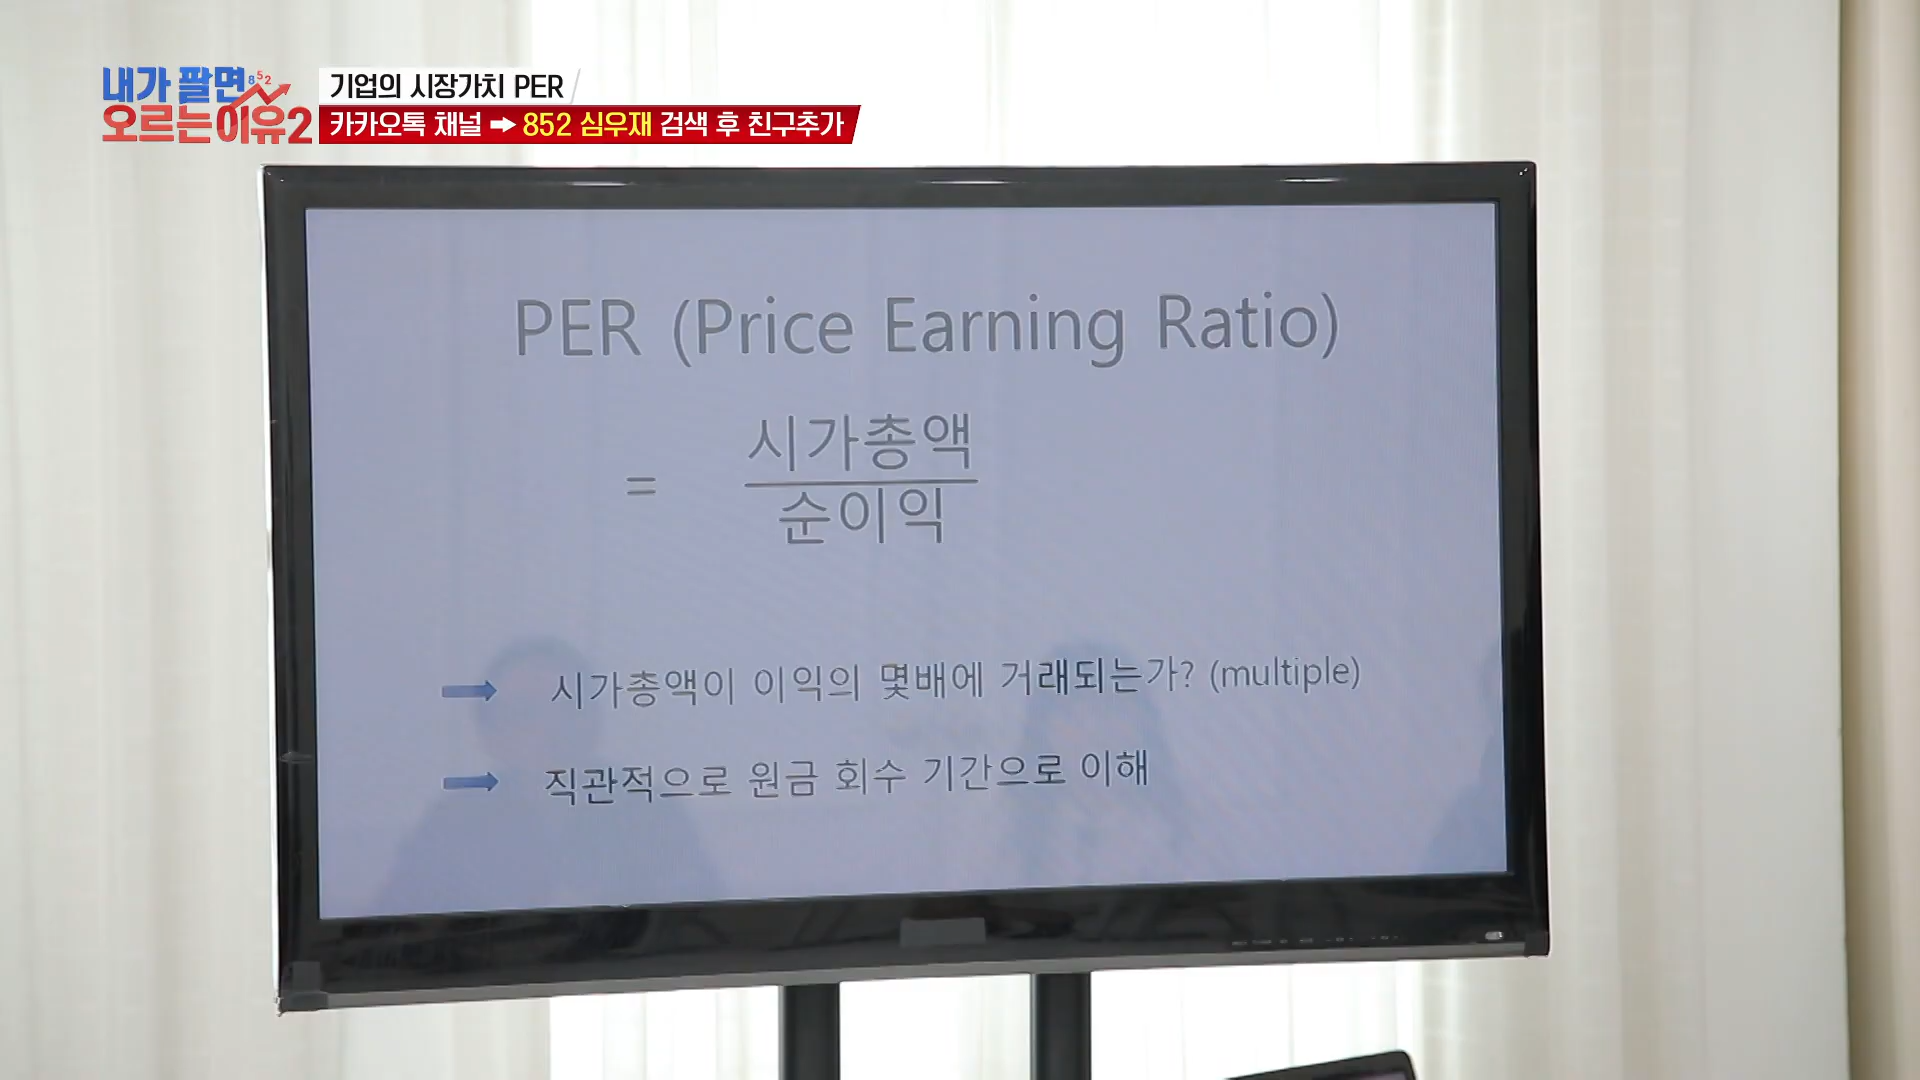 내가 팔면 852
오르는이유2
기업의 시장가치 PER
카카오톡 채널 ➡ 852 심우재 검색 후 친구추가
PER (Price Earning Ratio)
= 시가총액
순이익
➡ 시가총액이 이익의 몇배에 거래되는가? (multiple)
➡ 직관적으로 원금 회수 기간으로 이해